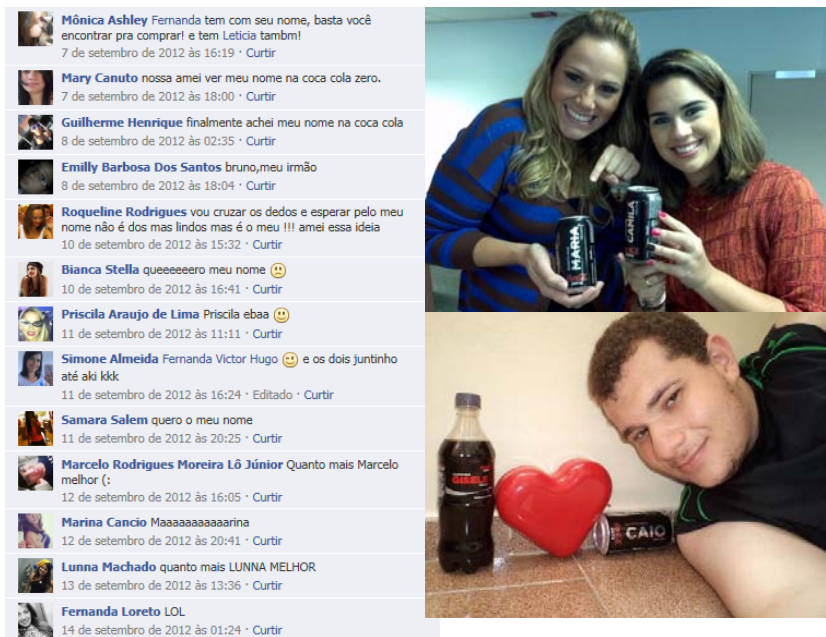 Mônica Ashley Fernanda tem com seu nome, basta você
encontrar pra comprar! e tem Leticia tambm!
7 de setembro de 2012 às 16:19 · Curtir
Mary Canuto nossa amei ver meu nome na coca cola zero.
7 de setembro de 2012 às 18:00 · Curtir
Guilherme Henrique finalmente achei meu nome na coca cola
8 de setembro de 2012 às 02:35 · Curtir
Emilly Barbosa Dos Santos bruno,meu irmão
8 de setembro de 2012 às 18:04 · Curtir
Roqueline Rodrigues vou cruzar os dedos e esperar pelo meu
nome não é dos mas lindos mas é o meu !!! amei essa ideia
10 de setembro de 2012 às 15:32 · Curtir
Bianca Stella queeeeeero meu nome
10 de setembro de 2012 às 16:41 · Curtir
Priscila Araujo de Lima Priscila ebaa
11 de setembro de 2012 às 11:11 · Curtir
Simone Almeida Fernanda Victor Hugo e os dois juntinho
até aki kkk
11 de setembro de 2012 às 16:24 · Editado · Curtir
Samara Salem quero o meu nome
11 de setembro de 2012 às 20:25 · Curtir
Marcelo Rodrigues Moreira Lô Júnior Quanto mais Marcelo
melhor (:
12 de setembro de 2012 às 16:05 · Curtir
Marina Cancio Maaaaaaaaaaarina
12 de setembro de 2012 às 20:41 · Curtir
Lunna Machado quanto mais LUNNA MELHOR
13 de setembro de 2012 às 13:36 · Curtir
Fernanda Loreto LOL
14 de setembro de 2012 às 01:24 · Curtir
MARIA
CAMILA
GISELE
CAIO